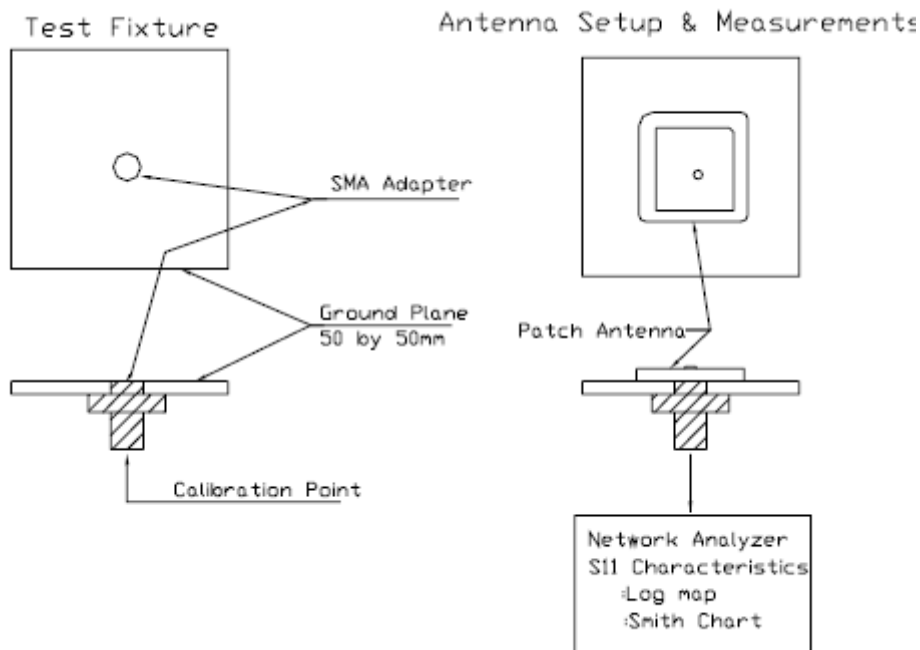 Test Fixture
Antenna Setup & Measurements
SMA Adapter
Ground Plane
50 by 50mm
Patch Antenna
Calibration Point
Network Analyzer
S11 Characteristics
:Log map
:Smith Chart